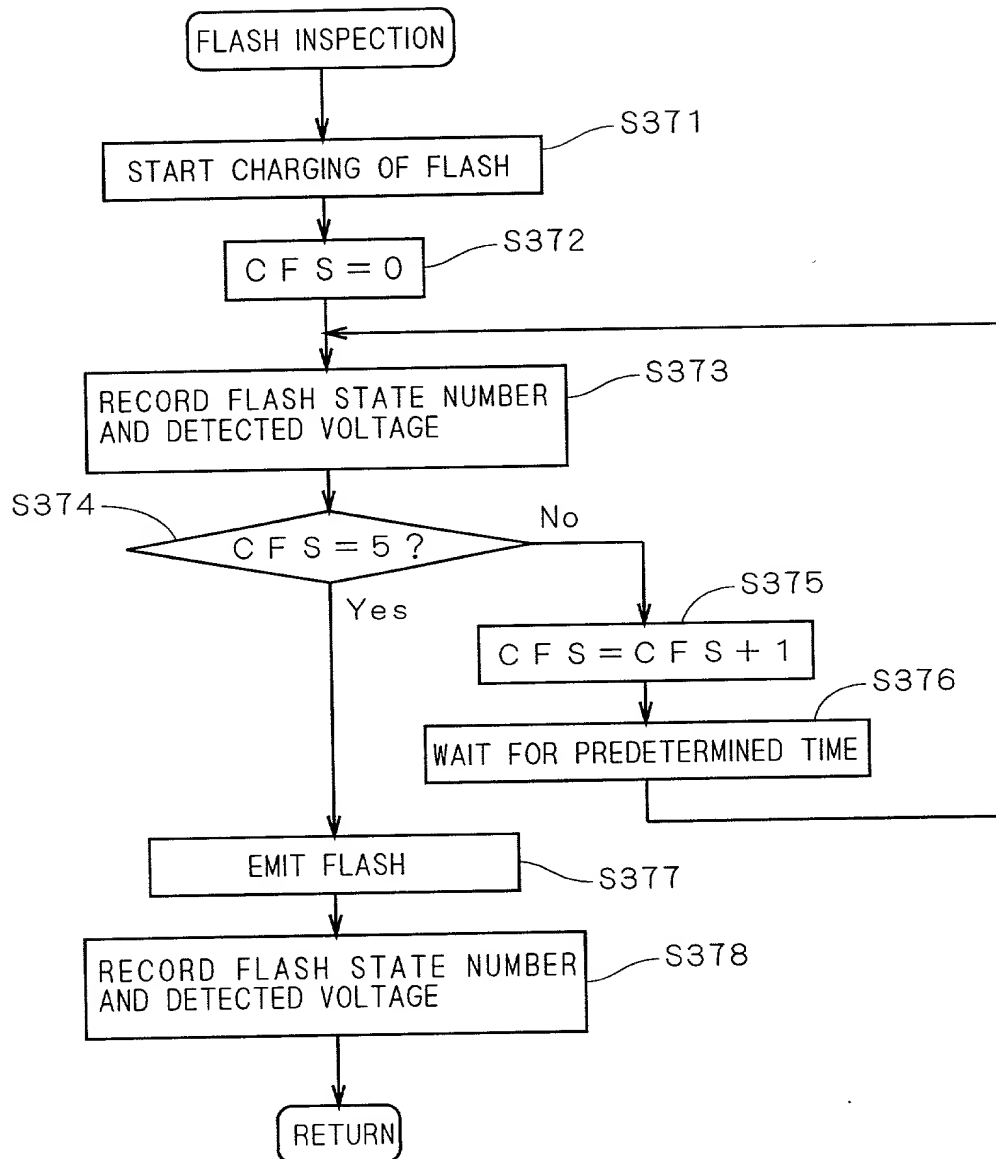 FLASH INSPECTION
S371
START CHARGING OF FLASH
S372
CFS=0
S373
RECORD FLASH STATE NUMBER
AND DETECTED VOLTAGE
S374
CFS=5?
No
Yes
S375
CFS=CFS+1
S376
WAIT FOR PREDETERMINED TIME
EMIT FLASH
S377
RECORD FLASH STATE NUMBER
AND DETECTED VOLTAGE
S378
RETURN